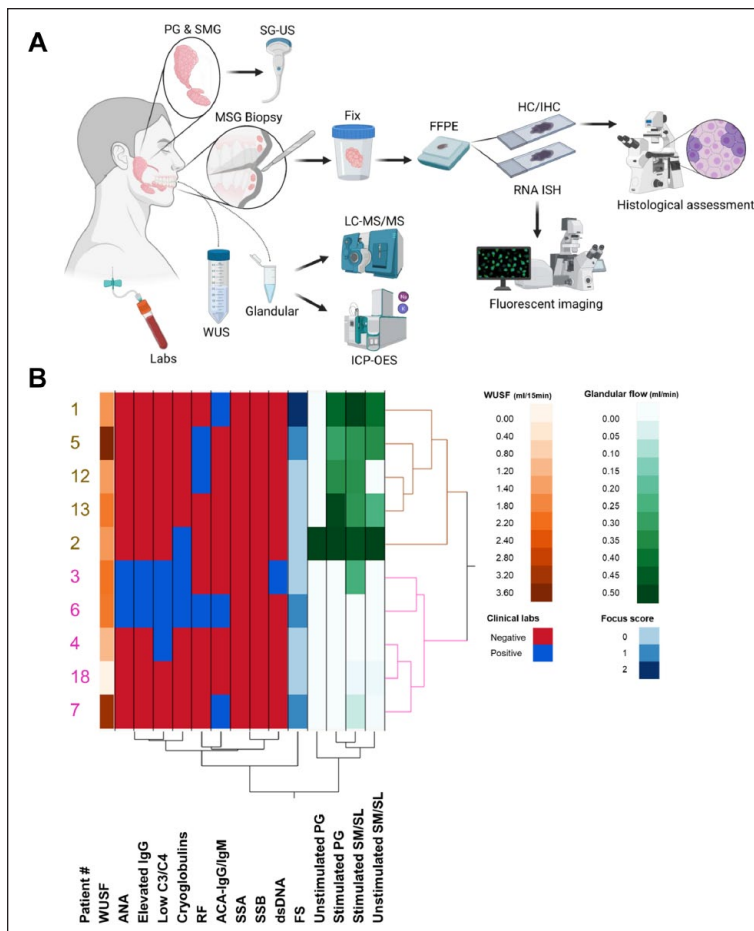 A
PG & SMG
SG-US
MSG Biopsy
Fix
FFPE
HC/IHC
RNA ISH
Histological assessment
LC-MS/MS
Fluorescent imaging
WUS
Glandular
ICP-OES
Labs
Na
K
B
WUSF (ml/15min)
Glandular flow (ml/min)
1
5
12
13
2
3
6
4
18
7
0.00
0.40
0.80
1.20
1.60
2.00
2.20
2.40
2.80
3.20
3.60
0.00
0.05
0.10
0.15
0.20
0.25
0.30
0.35
0.40
0.45
0.50
Clinical labs
Negative
Positive
Focus score
0
1
2
Patient #
WUSF
ANA
Elevated IgG
Low C3/C4
Cryoglobulins
RF
ACA-IgG/IgM
SSA
SSB
dsDNA
FS
Unstimulated PG
Stimulated PG
Stimulated SM/SL
Unstimulated SM/SL